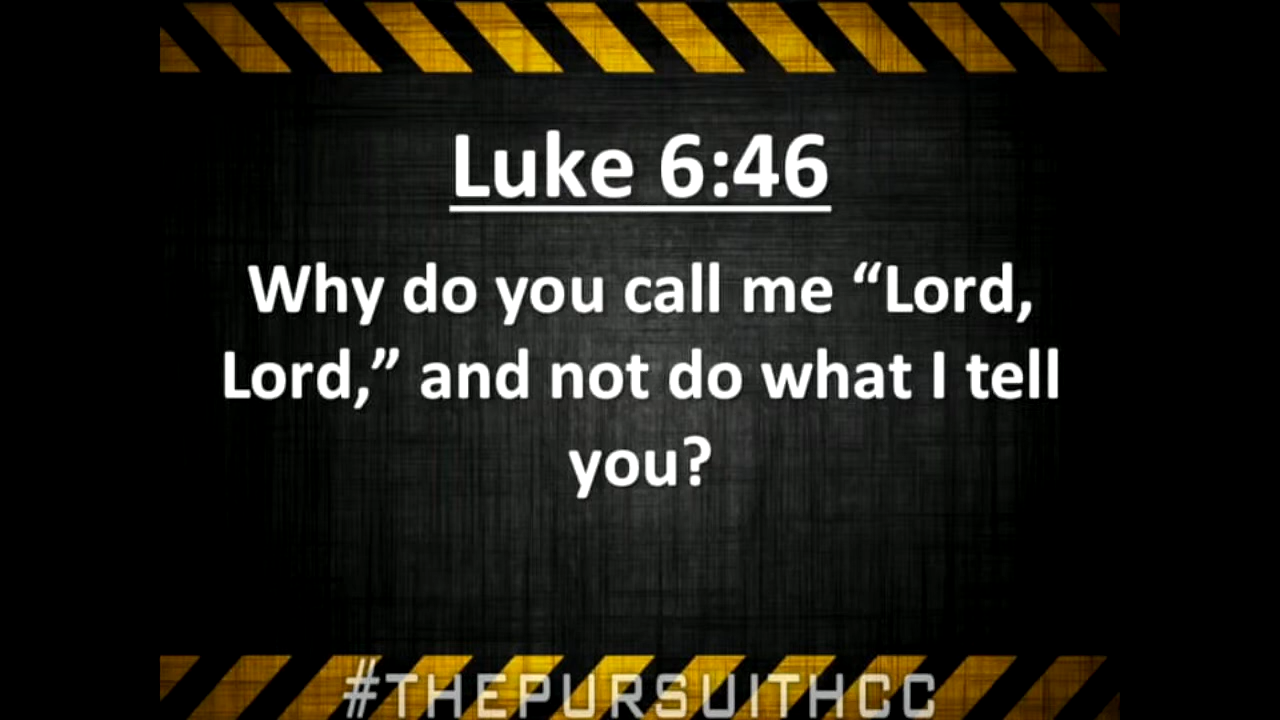 Luke 6:46
Why do you call me “Lord,
Lord,” and not do what I tell
you?
#THEPURSUITHCC